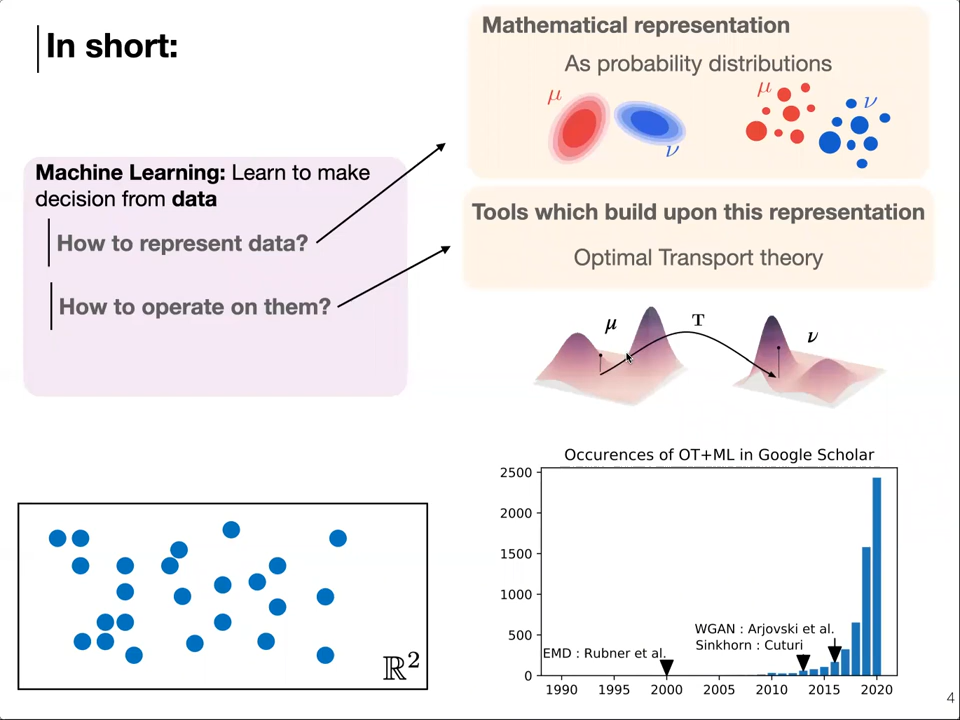 In short:
Machine Learning: Learn to make
decision from data
How to represent data?
How to operate on them?
Mathematical representation
As probability distributions
μ
ν
μ
ν
Tools which build upon this representation
Optimal Transport theory
μ
T
ν
ℝ²
Occurences of OT+ML in Google Scholar
2500
2000
1500
1000
500
0
WGAN : Arjovski et al.
Sinkhorn : Cuturi
EMD : Rubner et al.
1990 1995 2000 2005 2010 2015 2020
4